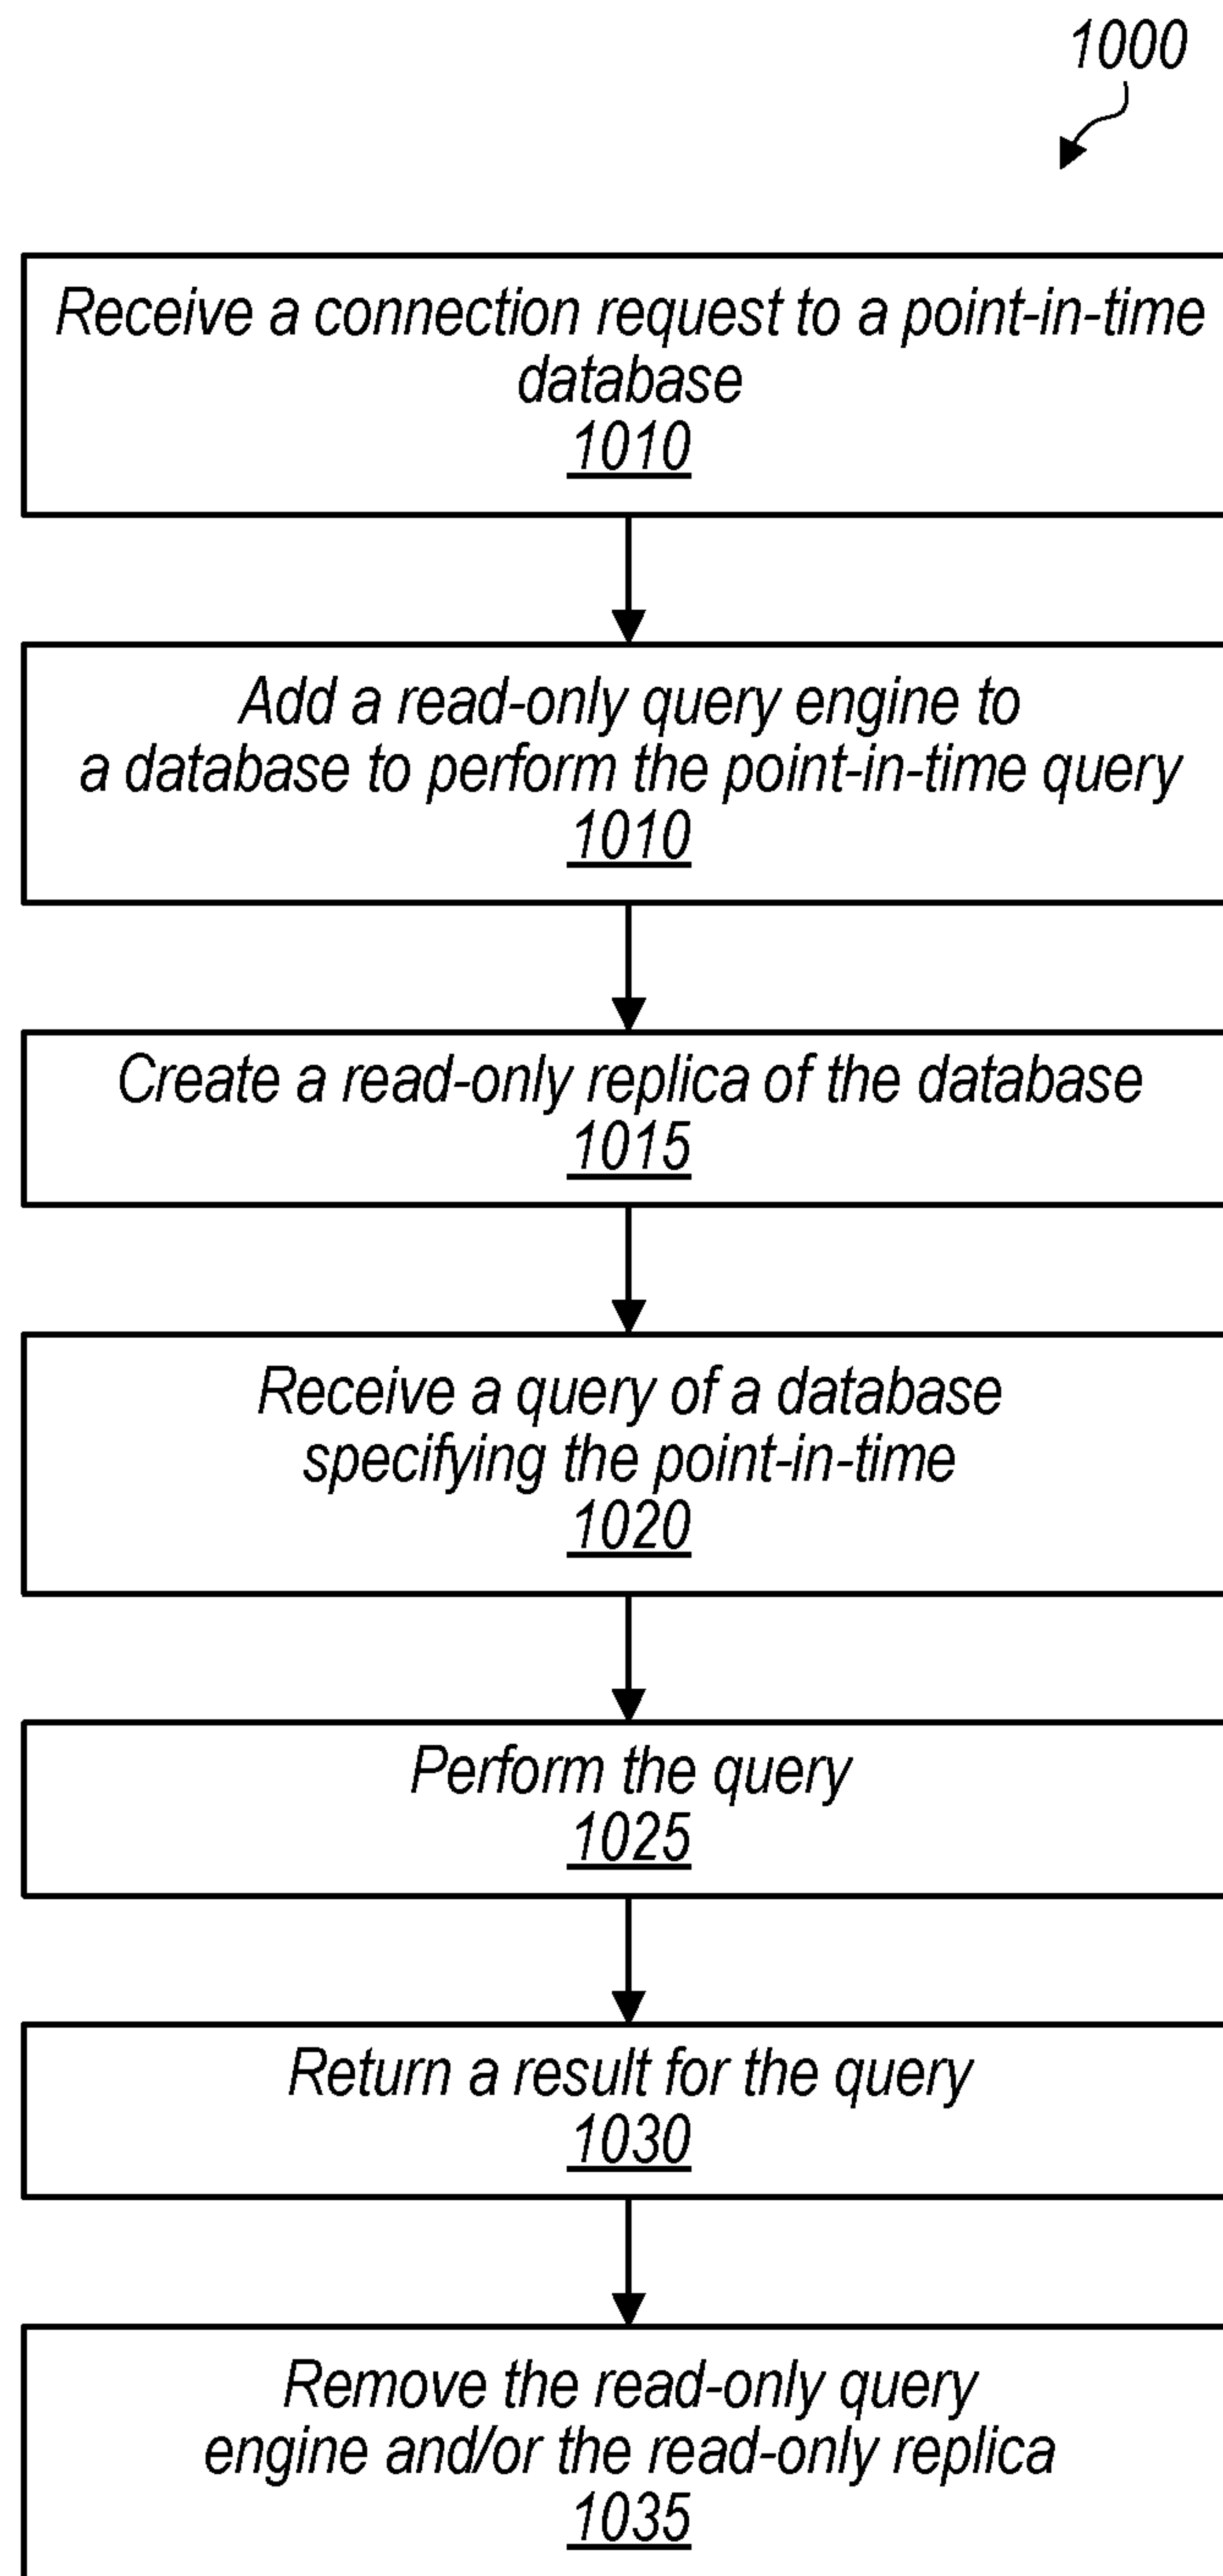 1000
Receive a connection request to a point-in-time
database
1010
Add a read-only query engine to
a database to perform the point-in-time query
1010
Create a read-only replica of the database
1015
Receive a query of a database
specifying the point-in-time
1020
Perform the query
1025
Return a result for the query
1030
Remove the read-only query
engine and/or the read-only replica
1035